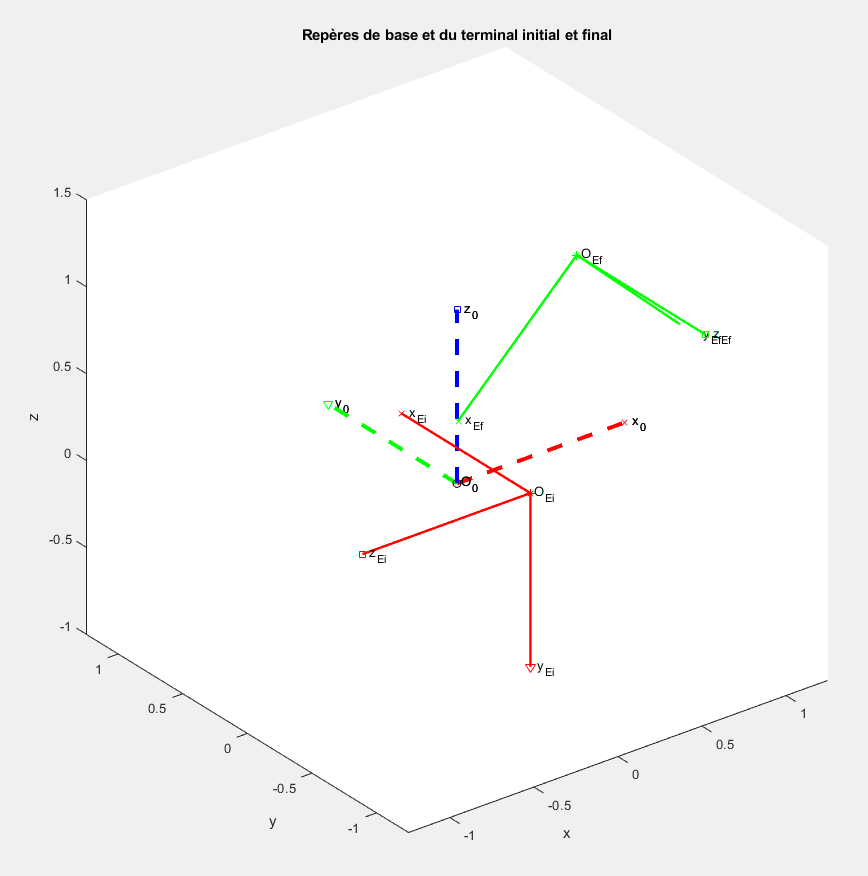 Repères de base et du terminal initial et final
1.5
1
0.5
0
-0.5
-1
z
1
0.5
0
-0.5
-1
y
-1
-0.5
0
0.5
1
x
O_Ef
z_0
y_Ef z_Ef
y_0
x_Ei
x_Ef
x_0
O_0
O_Ei
z_Ei
y_Ei